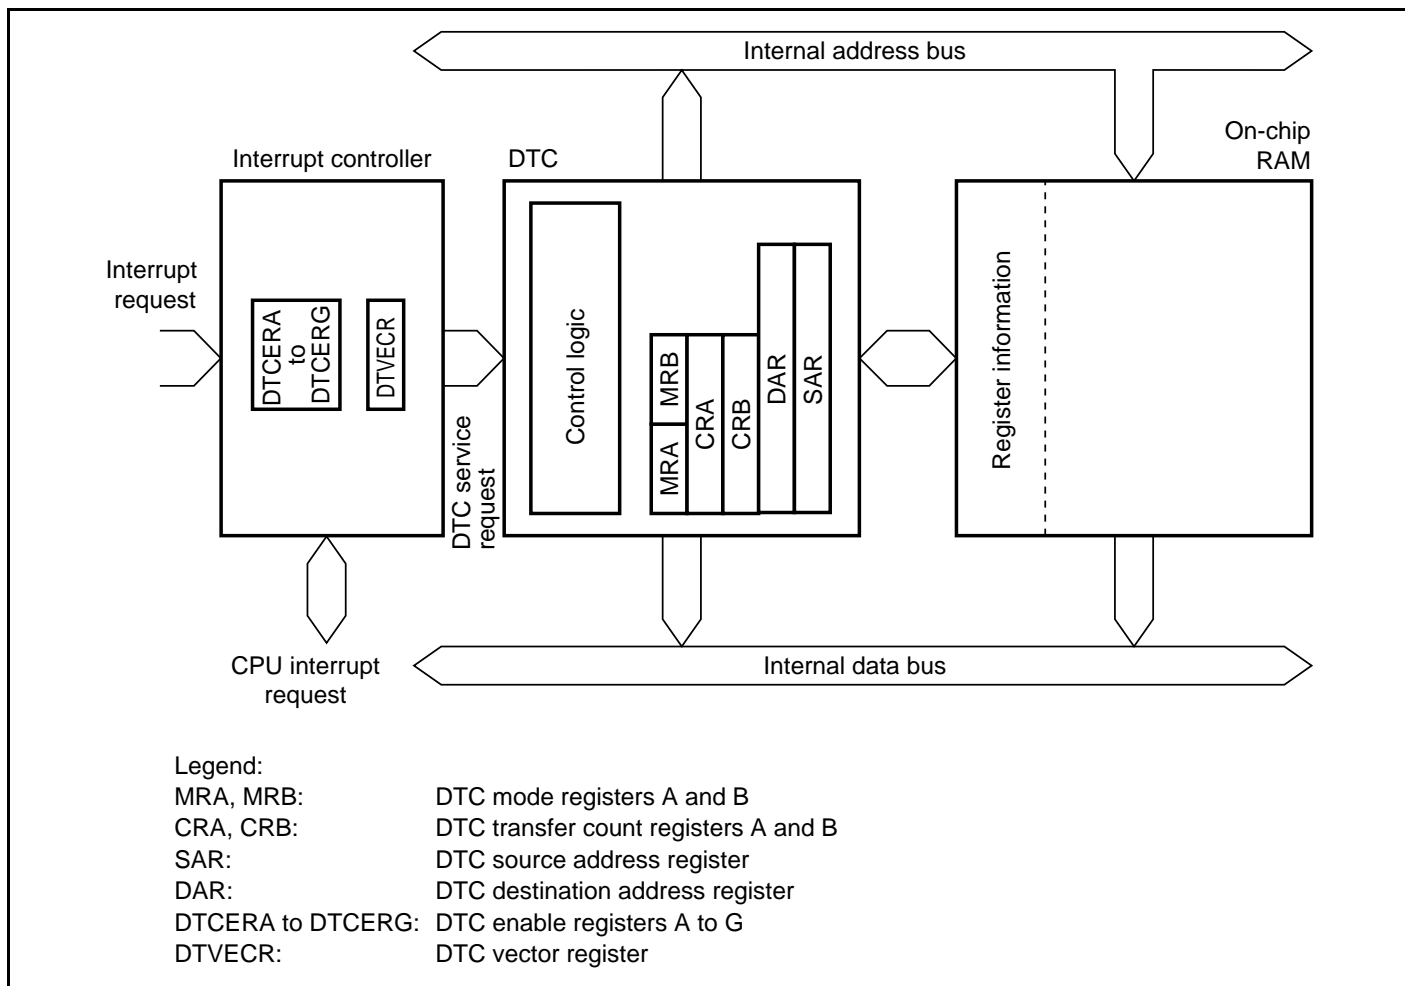 Internal address bus
On-chip
RAM
Interrupt controller
DTC
Interrupt
request
DTCERA
to
DTCERG
DTVECR
DTC service
request
Control logic
MRA
MRB
CRA
CRB
DAR
SAR
Register information
CPU interrupt
request
Internal data bus
Legend:
MRA, MRB: DTC mode registers A and B
CRA, CRB: DTC transfer count registers A and B
SAR: DTC source address register
DAR: DTC destination address register
DTCERA to DTCERG: DTC enable registers A to G
DTVECR: DTC vector register